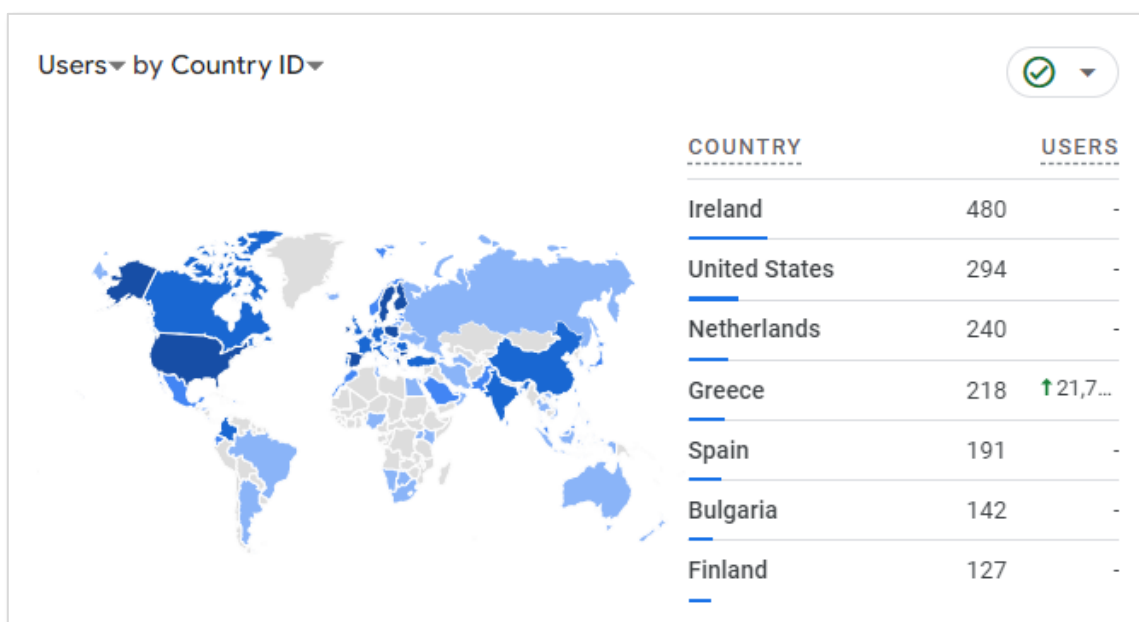 Users by Country ID
COUNTRY USERS
Ireland 480 -
United States 294 -
Netherlands 240 -
Greece 218 ↑21,7...
Spain 191 -
Bulgaria 142 -
Finland 127 -